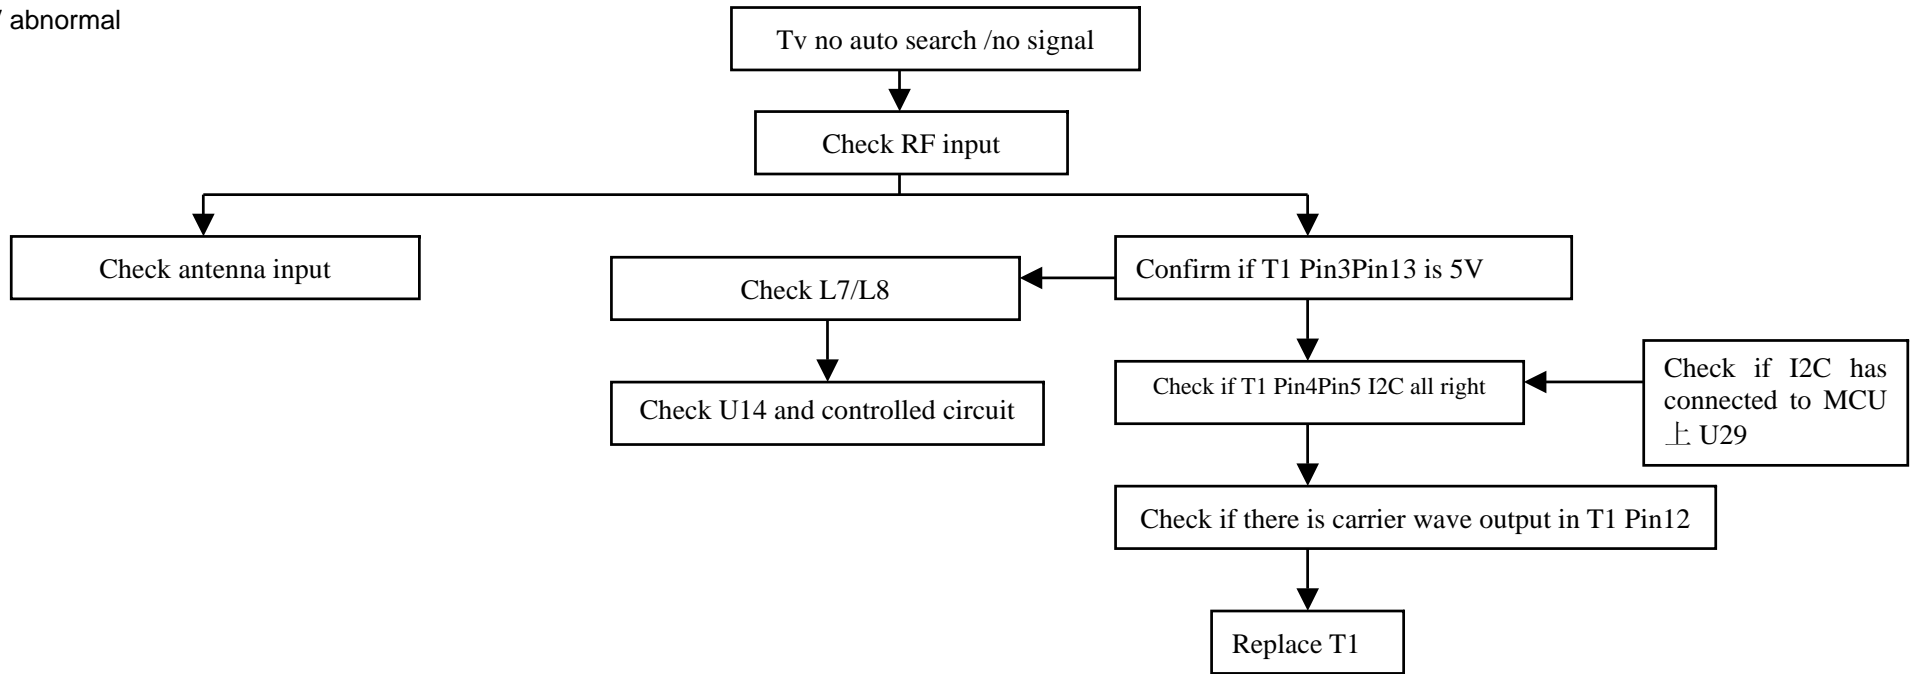 abnormal
Tv no auto search /no signal
Check RF input
Check antenna input
Confirm if T1 Pin3Pin13 is 5V
Check L7/L8
Check if T1 Pin4Pin5 I2C all right
Check if I2C has
connected to MCU
上 U29
Check U14 and controlled circuit
Check if there is carrier wave output in T1 Pin12
Replace T1